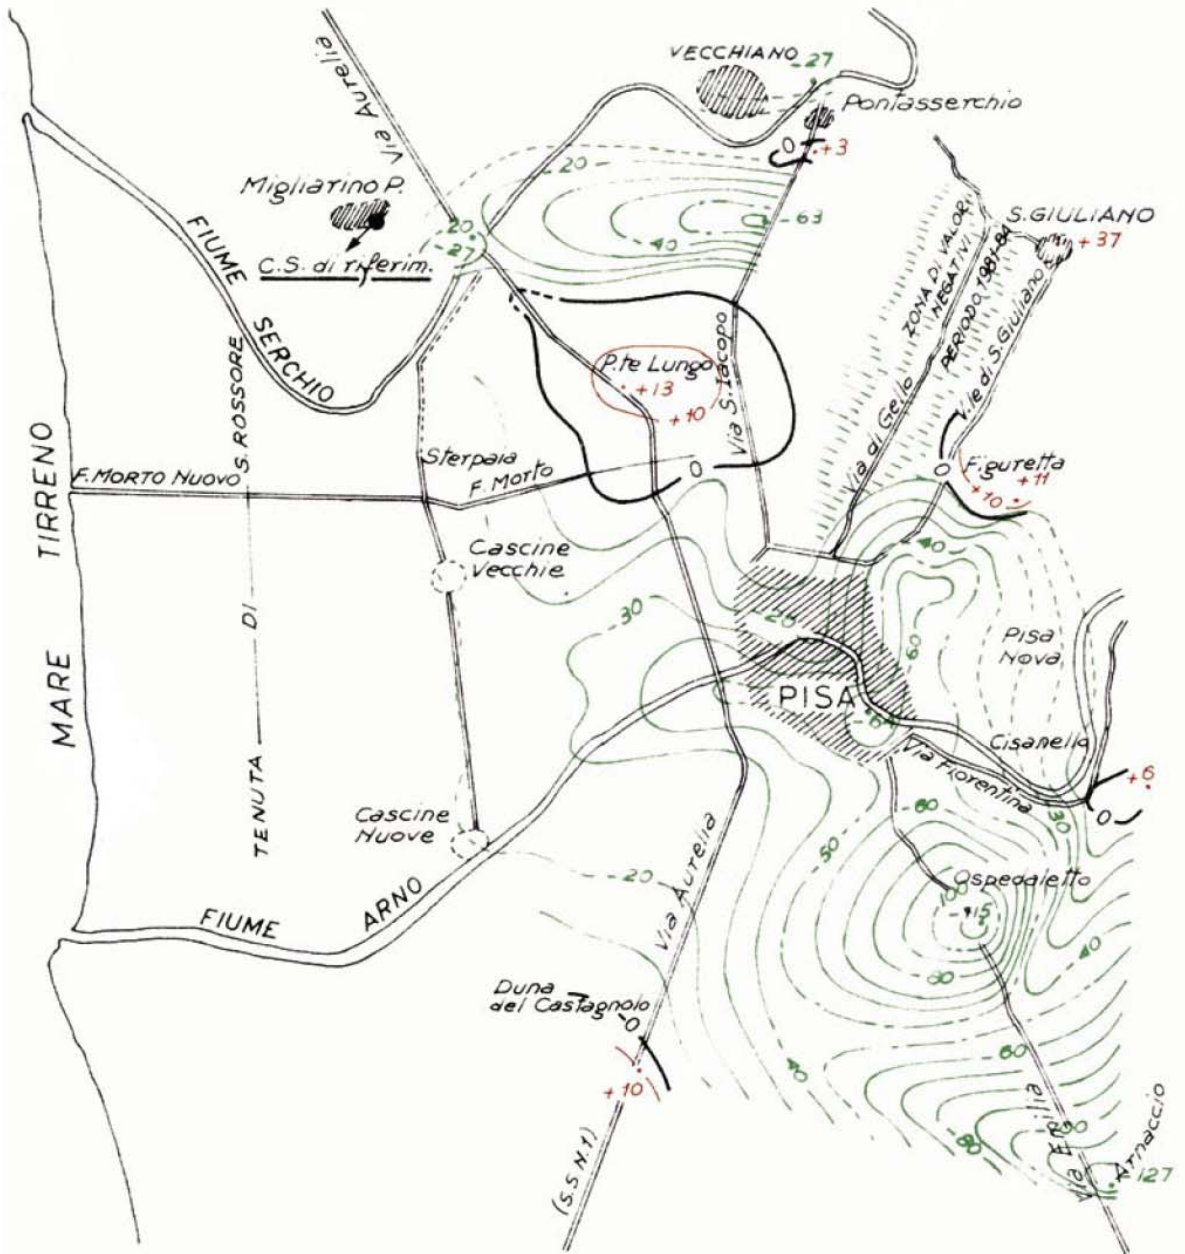 VECCHIANO
-27
Pontasserchio
Via Aurelia
0
+3
Migliarino P.
20
-63
S.GIULIANO
+37
FIUME
SERCHIO
20
-27
40
C.S. di riferim.
ZONA DI VALORI
NEGATIVI
PERIODO 1981-84
V.le di S. Giuliano
P.te Lungo
+13
+10
Via S. Iacopo
Via di Gello
S. ROSSORE
DI
TENUTA
Sterpaia
F. MORTO NUOVO
F. Morto
0
0
Figuretta
+11
+10
MARE TIRRENO
Cascine
Vecchie
40
30
-20
60
Pisa
Nova
PISA
-64
Cisanello
Via Fiorentina
+6
0
Cascine
Nuove
-60
30
50
-20
Via Aurelia
Ospedaletto
100
FIUME
ARNO
40
80
Duna
del Castagnolo
0
+10
40
60
Via Emilia
80
Arnaccio
127
(S.S N.1)